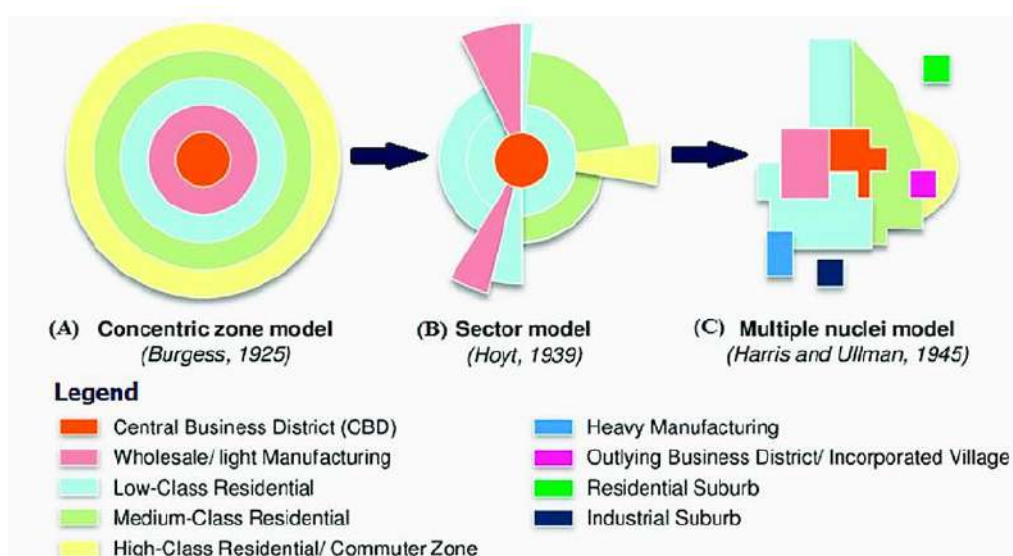 (A) Concentric zone model
(Burgess, 1925)
(B) Sector model
(Hoyt, 1939)
(C) Multiple nuclei model
(Harris and Ullman, 1945)
Legend
Central Business District (CBD)
Wholesale/ light Manufacturing
Low-Class Residential
Medium-Class Residential
High-Class Residential/ Commuter Zone
Heavy Manufacturing
Outlying Business District/ Incorporated Village
Residential Suburb
Industrial Suburb